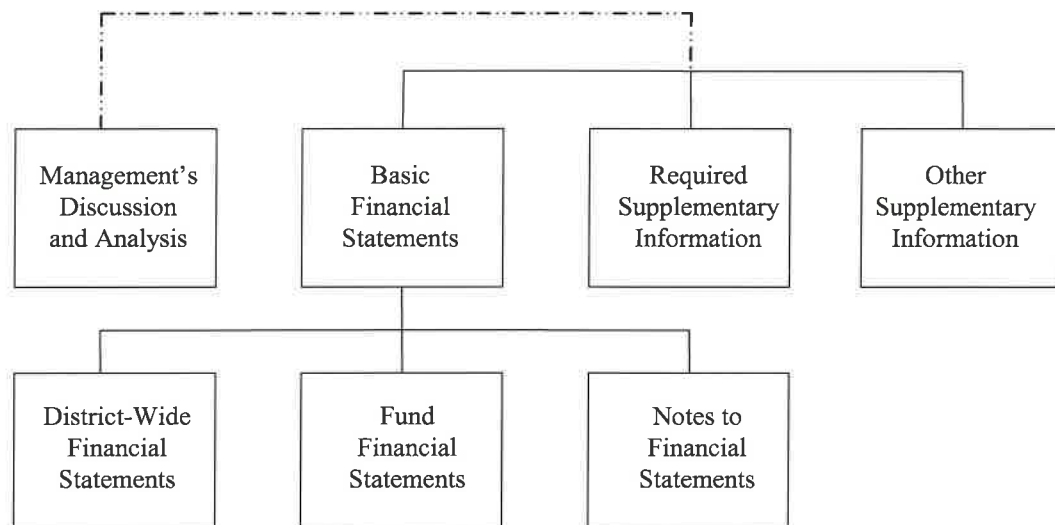 Management's
Discussion
and Analysis
Basic
Financial
Statements
Required
Supplementary
Information
Other
Supplementary
Information
District-Wide
Financial
Statements
Fund
Financial
Statements
Notes to
Financial
Statements